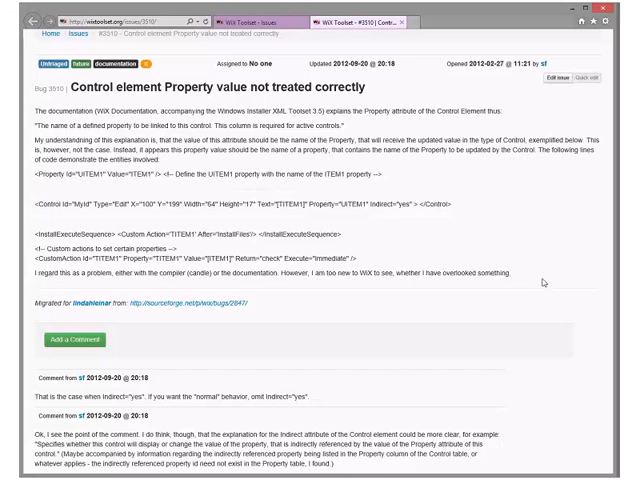 http://wixtoolset.org/issues/3510/
WiX Toolset - Issues
WiX Toolset - #3510 | Contr...
Home Issues #3510 - Control element Property value not treated correctly
Untriaged future documentation 0
Assigned to No one
Updated 2012-09-20 @ 20:18
Opened 2012-02-27 @ 11:21 by sf
Edit issue Quick edit
Bug 3510 | Control element Property value not treated correctly
The documentation (WiX Documentation, accompanying the Windows Installer XML Toolset 3.5) explains the Property attribute of the Control Element thus:
"The name of a defined property to be linked to this control. This column is required for active controls."
My understanding of this explanation is, that the value of this attribute should be the name of the Property, that will receive the updated value in the type of Control, exemplified below. This
is, however, not the case. Instead, it appears this property value should be the name of a property, that contains the name of the Property to be updated by the Control. The following lines
of code demonstrate the entities involved:
<Property Id="UITEM1" Value="ITEM1" /> <!-- Define the UITEM1 property with the name of the ITEM1 property -->
<Control Id="MyId" Type="Edit" X="100" Y="199" Width="64" Height="17" Text="[TITEM1]" Property="UITEM1" Indirect="yes" > </Control>
<InstallExecuteSequence> <Custom Action='TITEM1' After='InstallFiles'/> </InstallExecuteSequence>
<!-- Custom actions to set certain properties -->
<CustomAction Id="TITEM1" Property="TITEM1" Value="[ITEM1]" Return="check" Execute="immediate" />
I regard this as a problem, either with the compiler (candle) or the documentation. However, I am too new to WiX to see, whether I have overlooked something.
Migrated for lindahleinar from: http://sourceforge.net/p/wix/bugs/2847/
Add a Comment
Comment from sf 2012-09-20 @ 20:18
That is the case when Indirect="yes". If you want the "normal" behavior, omit Indirect="yes".
Comment from sf 2012-09-20 @ 20:18
Ok, I see the point of the comment. I do think, though, that the explanation for the Indirect attribute of the Control element could be more clear, for example:
"Specifies whether this control will display or change the value of the property, that is indirectly referenced by the value of the Property attribute of this
control." (Maybe accompanied by information regarding the indirectly referenced property being listed in the Property column of the Control table, or
whatever applies - the indirectly referenced property id need not exist in the Property table, I found.)